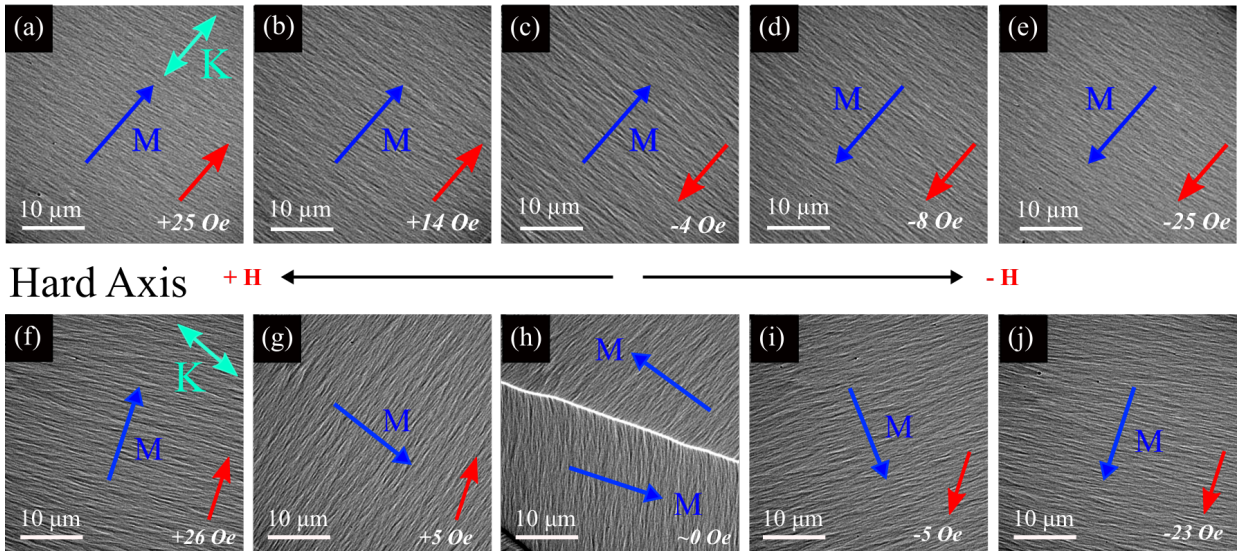 (a) (b) (c) (d) (e)
K
M M M M M
10 µm +25 Oe 10 µm +14 Oe 10 µm -4 Oe 10 µm -8 Oe 10 µm -25 Oe
Hard Axis + H - H
(f) (g) (h) (i) (j)
K M
M M M M M
10 µm +26 Oe 10 µm +5 Oe 10 µm ~0 Oe 10 µm -5 Oe 10 µm -23 Oe